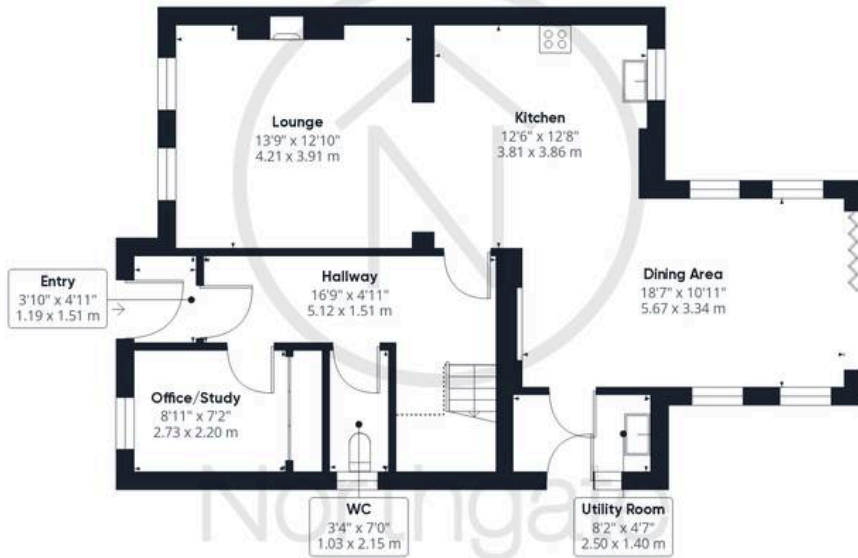 Lounge
13'9" x 12'10"
4.21 x 3.91 m
Kitchen
12'6" x 12'8"
3.81 x 3.86 m
Entry
3'10" x 4'11"
1.19 x 1.51 m
Hallway
16'9" x 4'11"
5.12 x 1.51 m
Dining Area
18'7" x 10'11"
5.67 x 3.34 m
Office/Study
8'11" x 7'2"
2.73 x 2.20 m
WC
3'4" x 7'0"
1.03 x 2.15 m
Utility Room
8'2" x 4'7"
2.50 x 1.40 m
Northgate